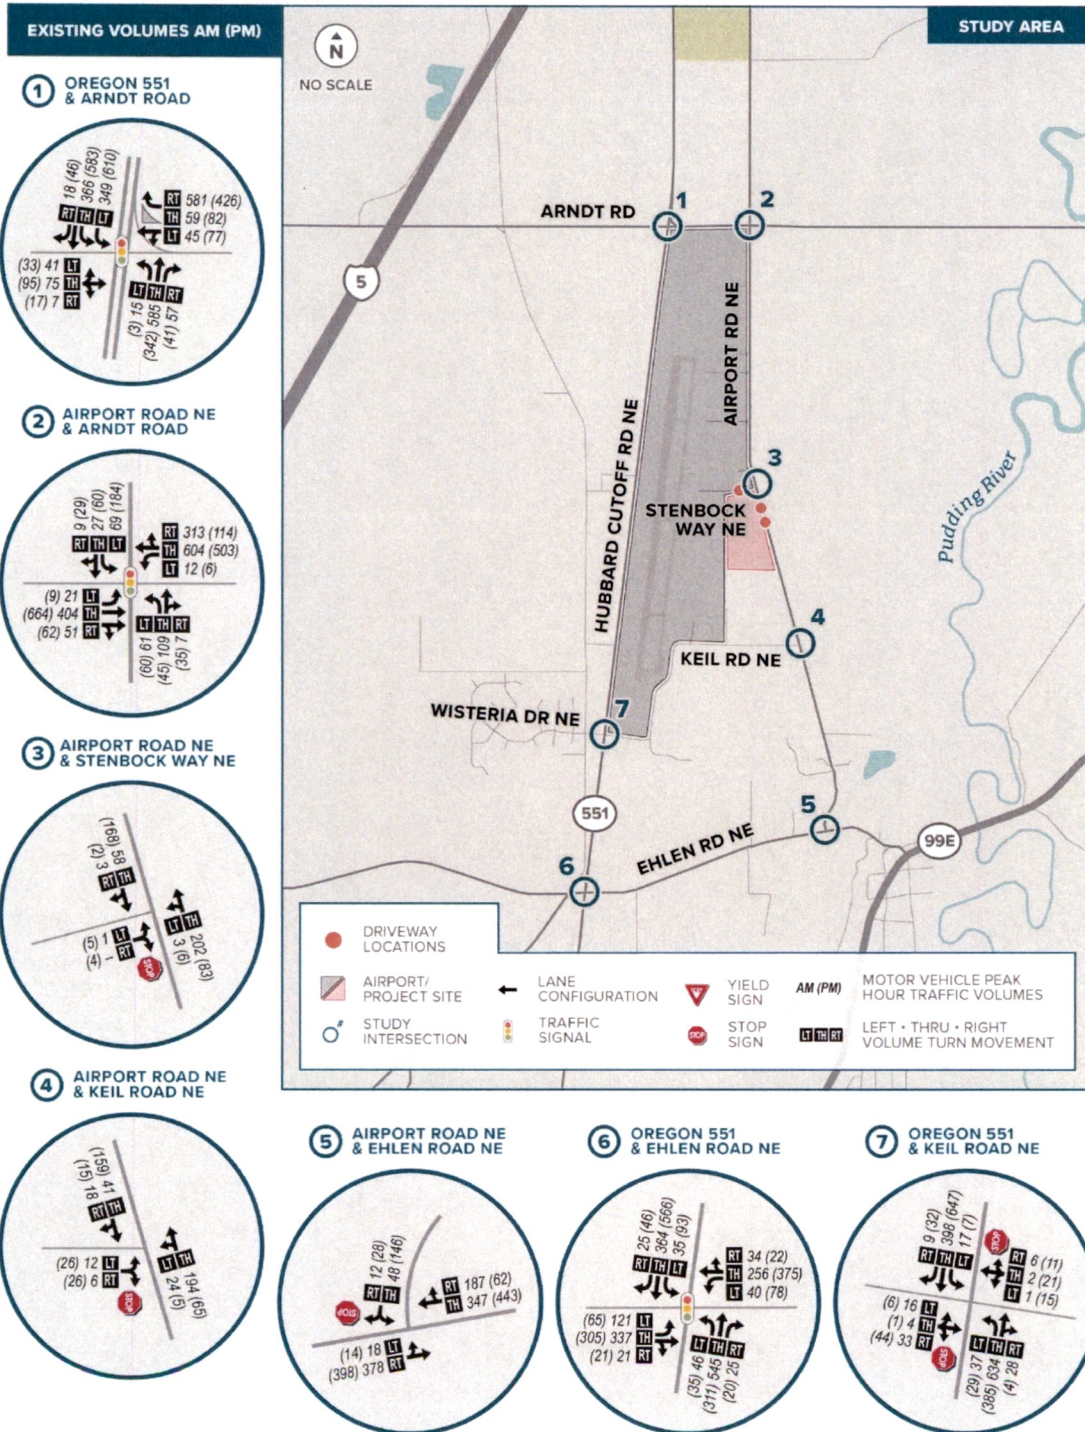 EXISTING VOLUMES AM (PM)
1
OREGON 551
& ARNDT ROAD
18 (46)
366 (583)
349 (610)
RT TH LT
RT 581 (426)
TH 59 (82)
LT 45 (77)
(33) 41 LT
(95) 75 TH
(17) 7 RT
LT TH RT
(3) 15
(342) 585
(41) 57
2
AIRPORT ROAD NE
& ARNDT ROAD
9 (29)
27 (60)
69 (184)
RT TH LT
RT 313 (114)
TH 604 (503)
LT 12 (6)
(9) 21 LT
(664) 404 TH
(62) 51 RT
LT TH RT
(60) 61
(45) 109
(35) 7
3
AIRPORT ROAD NE
& STENBOCK WAY NE
(168) 58
(2) 3
RT TH
(5) 1 LT
(4) – RT
STOP
LT TH
202 (83)
3 (6)
4
AIRPORT ROAD NE
& KEIL ROAD NE
(159) 41
(15) 18
RT TH
(26) 12 LT
(26) 6 RT
STOP
LT TH
194 (65)
24 (5)
STUDY AREA
N
NO SCALE
ARNDT RD
1
2
5
AIRPORT RD NE
HUBBARD CUTOFF RD NE
3
STENBOCK
WAY NE
Pudding River
4
KEIL RD NE
WISTERIA DR NE
7
551
5
EHLEN RD NE
99E
6
DRIVEWAY
LOCATIONS
AIRPORT/
PROJECT SITE
LANE
CONFIGURATION
YIELD
SIGN
AM (PM)
MOTOR VEHICLE PEAK
HOUR TRAFFIC VOLUMES
STUDY
INTERSECTION
TRAFFIC
SIGNAL
STOP
STOP
SIGN
LT TH RT
LEFT • THRU • RIGHT
VOLUME TURN MOVEMENT
5
AIRPORT ROAD NE
& EHLEN ROAD NE
12 (28)
48 (146)
RT TH
STOP
RT 187 (62)
TH 347 (443)
(14) 18 LT
(398) 378 RT
6
OREGON 551
& EHLEN ROAD NE
25 (46)
364 (566)
35 (93)
RT TH LT
RT 34 (22)
TH 256 (375)
LT 40 (78)
(65) 121 LT
(305) 337 TH
(21) 21 RT
LT TH RT
(35) 46
(311) 545
(20) 25
7
OREGON 551
& KEIL ROAD NE
9 (32)
398 (647)
17 (7)
RT TH LT
STOP
RT 6 (11)
TH 2 (21)
LT 1 (15)
(6) 16 LT
(1) 4 TH
(44) 33 RT
STOP
LT TH RT
(29) 37
(385) 634
(4) 28